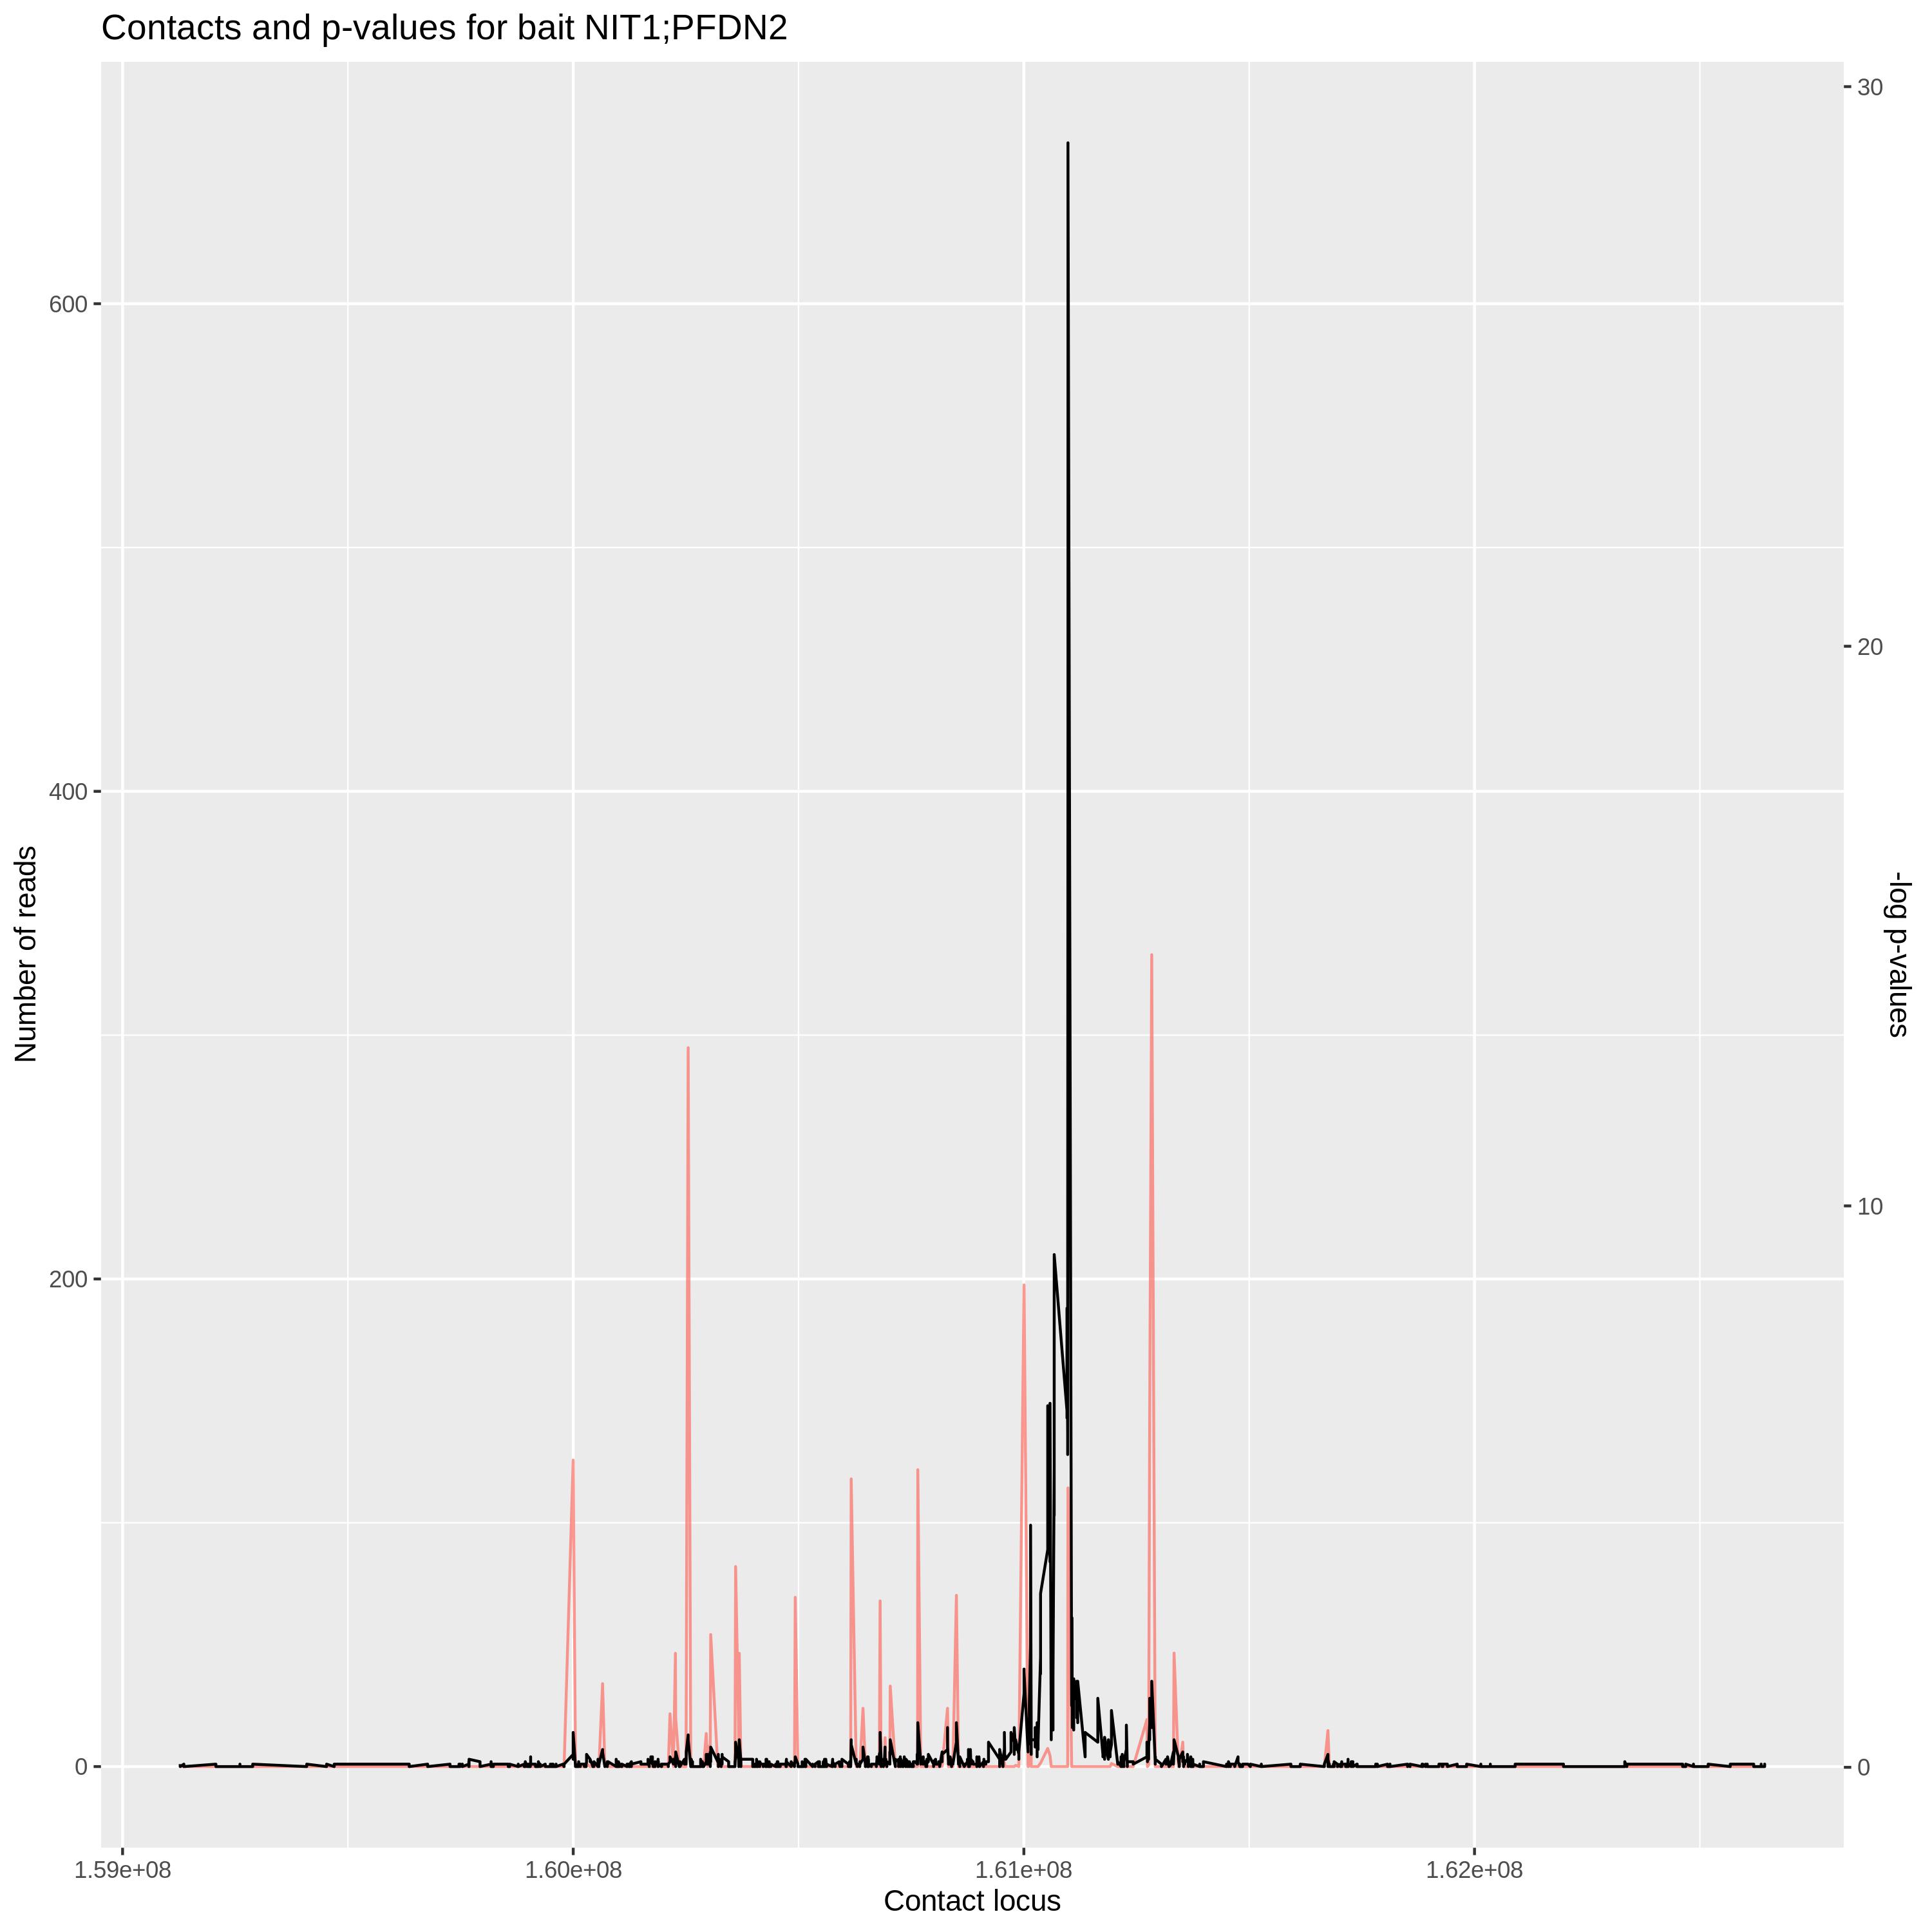 Contacts and p-values for bait NIT1;PFDN2
30
600
20
400
Number of reads
-log p-values
10
200
0
0
1.59e+08
1.60e+08
1.61e+08
1.62e+08
Contact locus